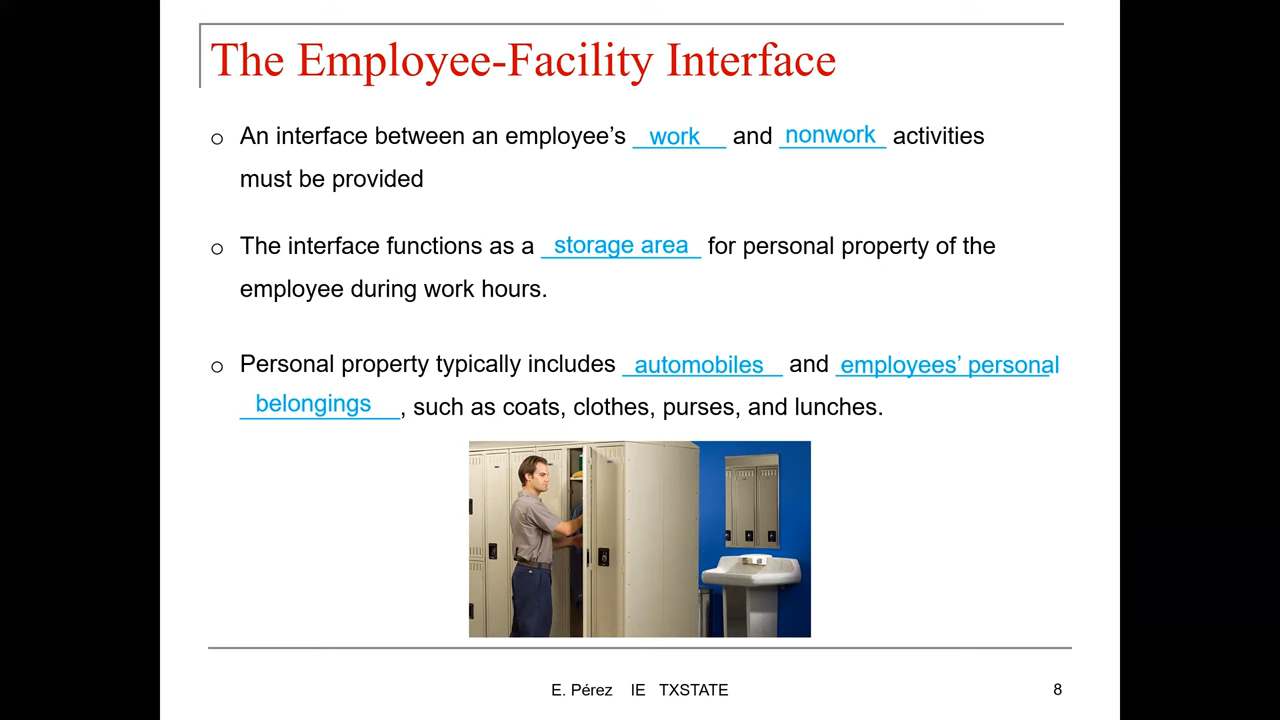 The Employee-Facility Interface
o An interface between an employee’s work and nonwork activities
must be provided
o The interface functions as a storage area for personal property of the
employee during work hours.
o Personal property typically includes automobiles and employees’ personal
belongings, such as coats, clothes, purses, and lunches.
E. Pérez IE TXSTATE 8